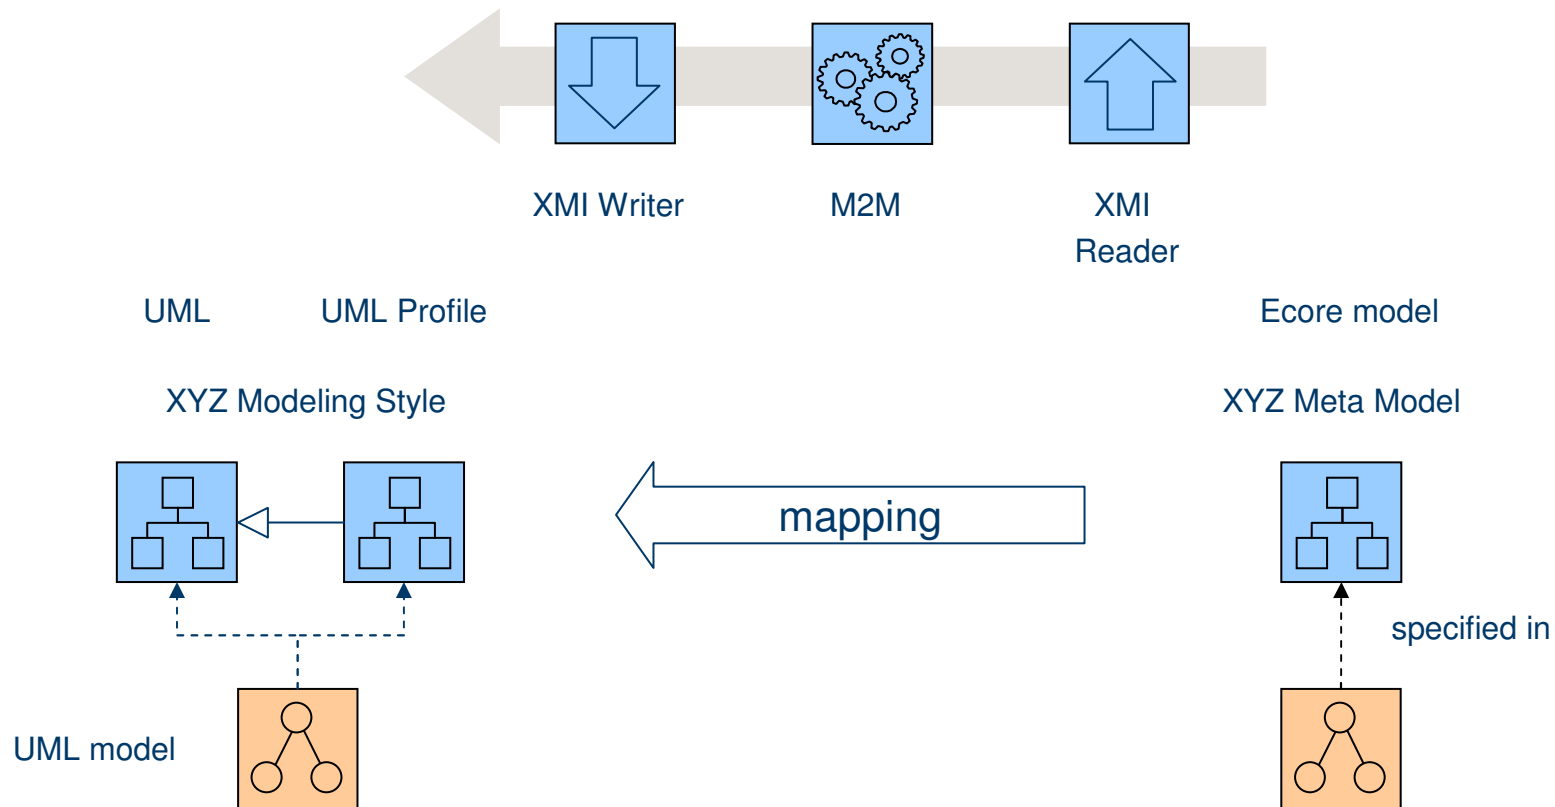 XMI Writer
M2M
XMI
Reader
UML
UML Profile
Ecore model
XYZ Modeling Style
XYZ Meta Model
mapping
specified in
UML model